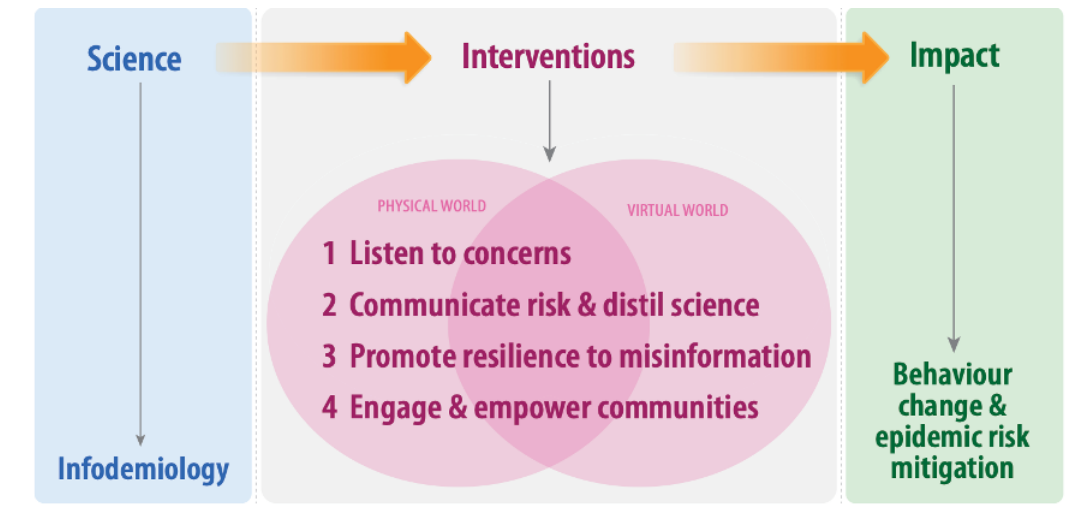 Science
Interventions
Impact
PHYSICAL WORLD
VIRTUAL WORLD
1 Listen to concerns
2 Communicate risk & distil science
3 Promote resilience to misinformation
4 Engage & empower communities
Infodemiology
Behaviour
change &
epidemic risk
mitigation